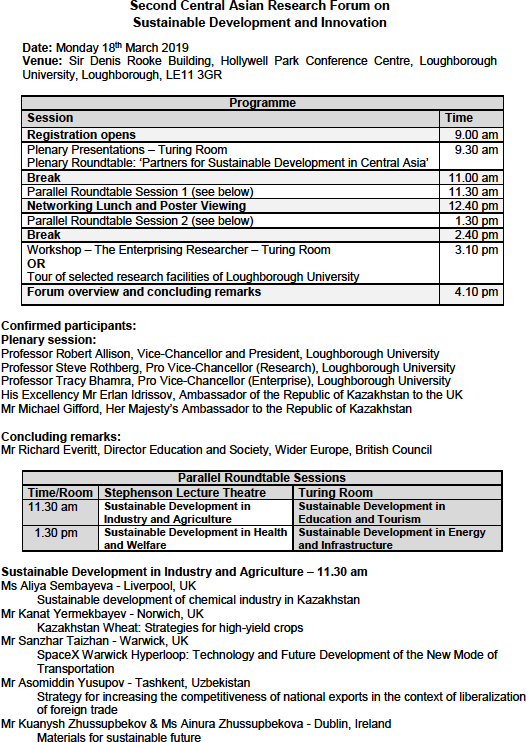 Second Central Asian Research Forum on
Sustainable Development and Innovation
Date: Monday 18th March 2019
Venue: Sir Denis Rooke Building, Hollywell Park Conference Centre, Loughborough
University, Loughborough, LE11 3GR
Programme
Session Time
Registration opens 9.00 am
Plenary Presentations – Turing Room 9.30 am
Plenary Roundtable: ‘Partners for Sustainable Development in Central Asia’
Break 11.00 am
Parallel Roundtable Session 1 (see below) 11.30 am
Networking Lunch and Poster Viewing 12.40 pm
Parallel Roundtable Session 2 (see below) 1.30 pm
Break 2.40 pm
Workshop – The Enterprising Researcher – Turing Room 3.10 pm
OR
Tour of selected research facilities of Loughborough University
Forum overview and concluding remarks 4.10 pm
Confirmed participants:
Plenary session:
Professor Robert Allison, Vice-Chancellor and President, Loughborough University
Professor Steve Rothberg, Pro Vice-Chancellor (Research), Loughborough University
Professor Tracy Bhamra, Pro Vice-Chancellor (Enterprise), Loughborough University
His Excellency Mr Erlan Idrissov, Ambassador of the Republic of Kazakhstan to the UK
Mr Michael Gifford, Her Majesty’s Ambassador to the Republic of Kazakhstan
Concluding remarks:
Mr Richard Everitt, Director Education and Society, Wider Europe, British Council
Parallel Roundtable Sessions
Time/Room Stephenson Lecture Theatre Turing Room
11.30 am Sustainable Development in Industry and Agriculture Sustainable Development in Education and Tourism
1.30 pm Sustainable Development in Health and Welfare Sustainable Development in Energy and Infrastructure
Sustainable Development in Industry and Agriculture – 11.30 am
Ms Aliya Sembayeva - Liverpool, UK
Sustainable development of chemical industry in Kazakhstan
Mr Kanat Yermekbayev - Norwich, UK
Kazakhstan Wheat: Strategies for high-yield crops
Mr Sanzhar Taizhan - Warwick, UK
SpaceX Warwick Hyperloop: Technology and Future Development of the New Mode of
Transportation
Mr Asomiddin Yusupov - Tashkent, Uzbekistan
Strategy for increasing the competitiveness of national exports in the context of liberalization
of foreign trade
Mr Kuanysh Zhussupbekov & Ms Ainura Zhussupbekova - Dublin, Ireland
Materials for sustainable future